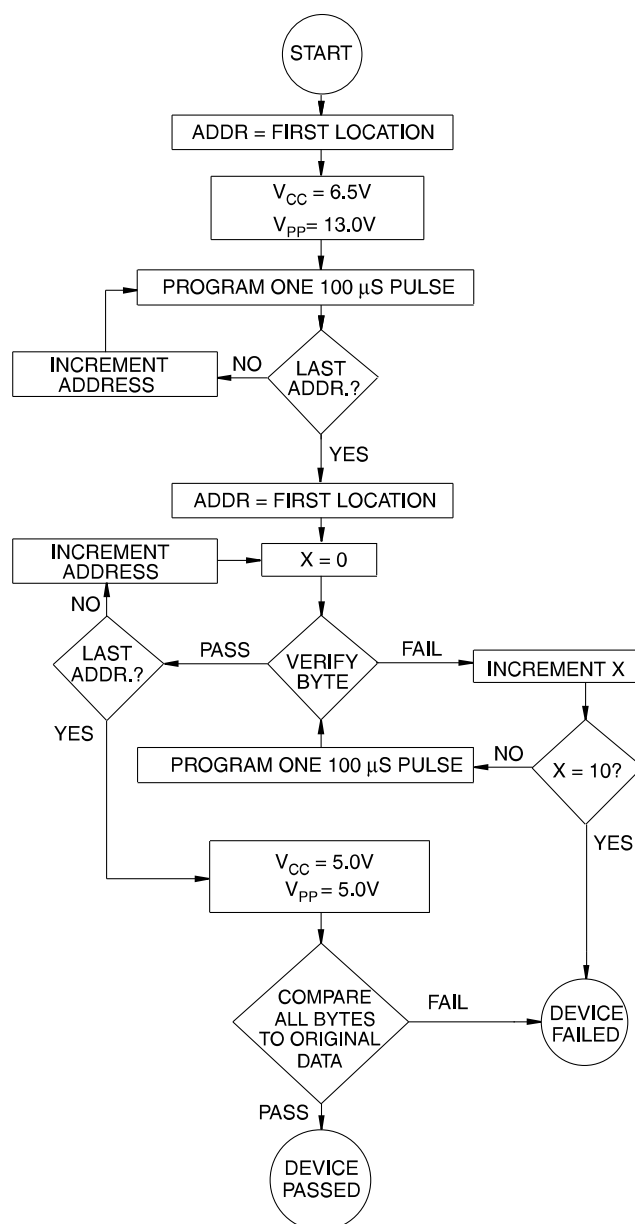 START
ADDR = FIRST LOCATION
VCC = 6.5V
VPP= 13.0V
PROGRAM ONE 100 μS PULSE
INCREMENT
ADDRESS
NO
LAST
ADDR.?
YES
ADDR = FIRST LOCATION
INCREMENT
ADDRESS
X = 0
NO
LAST
ADDR.?
PASS
VERIFY
BYTE
FAIL
INCREMENT X
YES
PROGRAM ONE 100 μS PULSE
NO
X = 10?
YES
VCC = 5.0V
VPP = 5.0V
COMPARE
ALL BYTES
TO ORIGINAL
DATA
FAIL
DEVICE
FAILED
PASS
DEVICE
PASSED